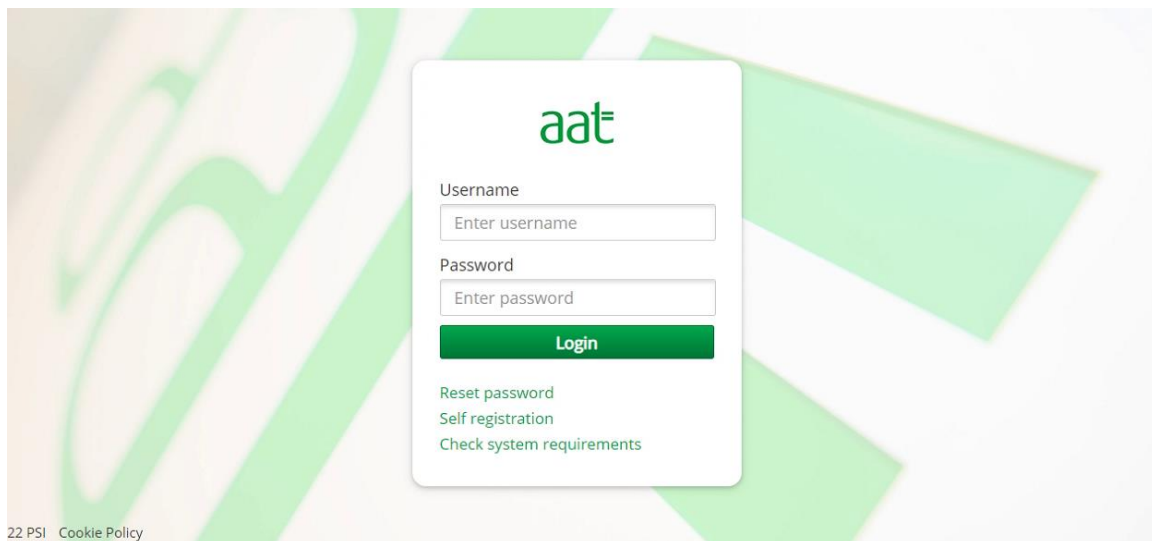 aat
Username
Enter username
Password
Enter password
Login
Reset password
Self registration
Check system requirements
22 PSI Cookie Policy